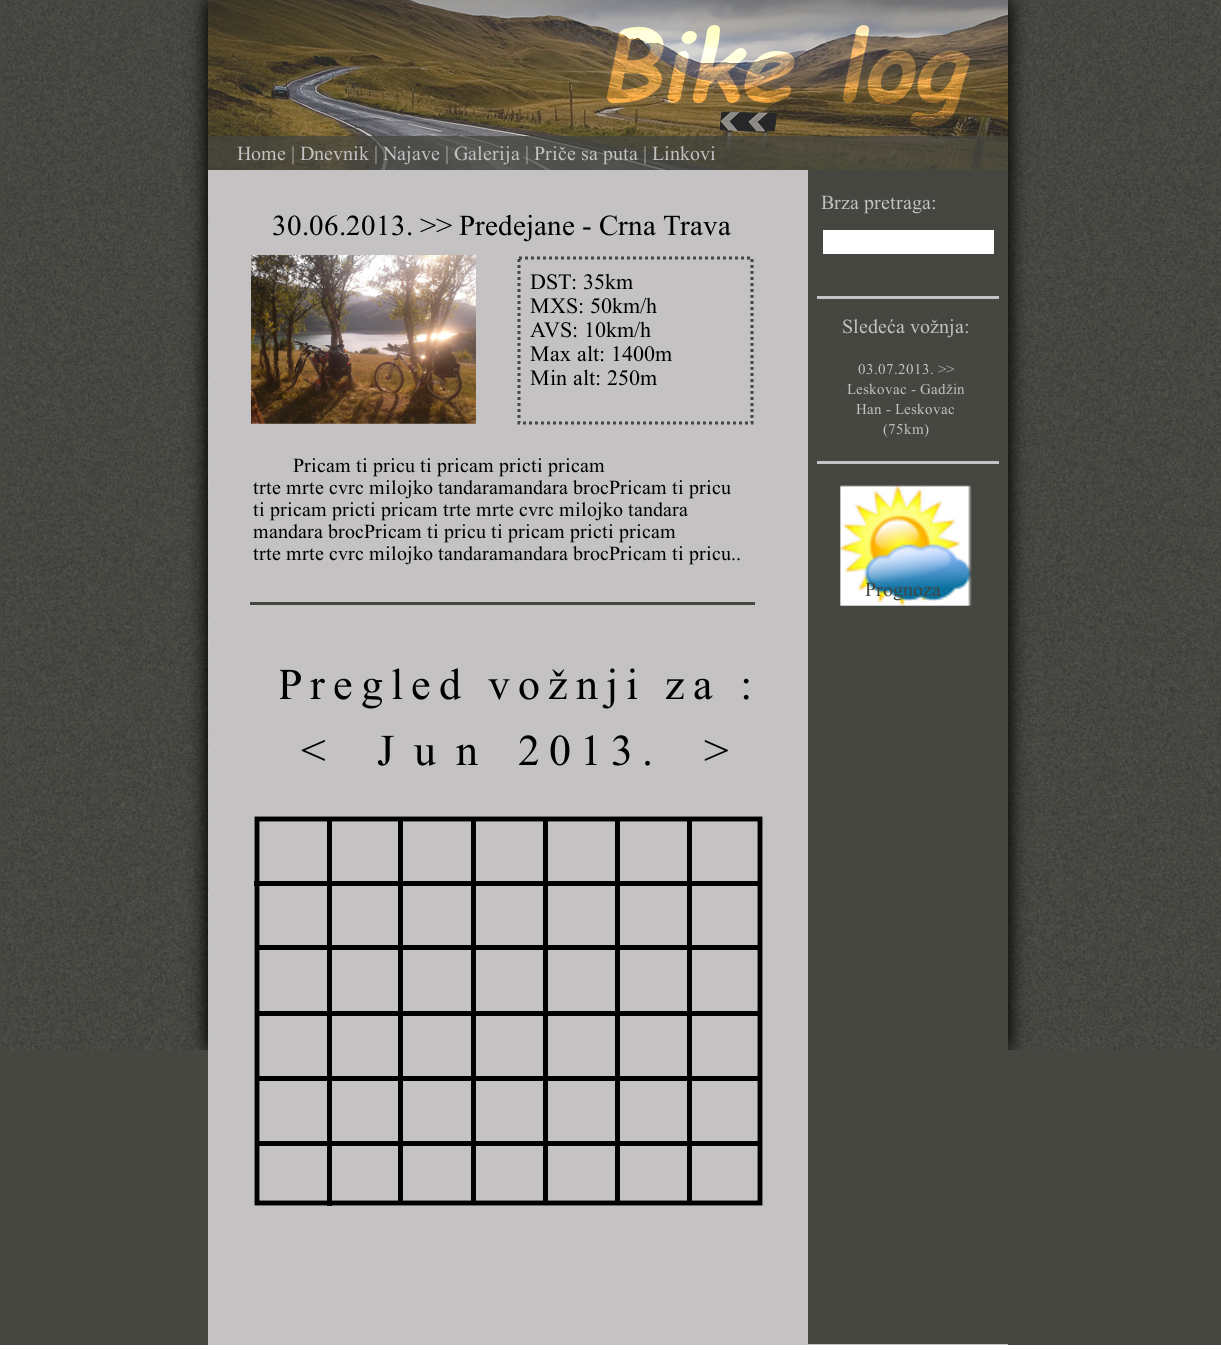 Bike log
Home | Dnevnik | Najave | Galerija | Priče sa puta | Linkovi
30.06.2013. >> Predejane - Crna Trava
DST: 35km
MXS: 50km/h
AVS: 10km/h
Max alt: 1400m
Min alt: 250m
Pricam ti pricu ti pricam pricti pricam
trte mrte cvrc milojko tandaramandara brocPricam ti pricu
ti pricam pricti pricam trte mrte cvrc milojko tandara
mandara brocPricam ti pricu ti pricam pricti pricam
trte mrte cvrc milojko tandaramandara brocPricam ti pricu..
Pregled vožnji za :
< Jun 2013. >
Brza pretraga:
Sledeća vožnja:
03.07.2013. >>
Leskovac - Gadžin
Han - Leskovac
(75km)
Prognoza